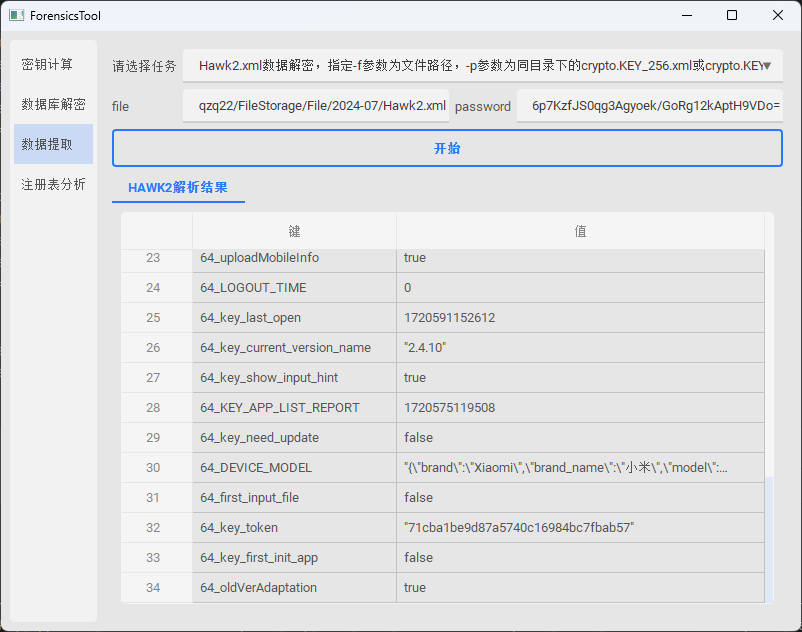 ForensicsTool
密钥计算
数据库解密
数据提取
注册表分析
请选择任务 Hawk2.xml数据解密，指定-f参数为文件路径，-p参数为同目录下的crypto.KEY_256.xml或crypto.KEY
file qzq22/FileStorage/File/2024-07/Hawk2.xml password 6p7KzfJS0qg3Agyoek/GoRg12kAptH9VDo=
开始
HAWK2解析结果
键 值
23 64_uploadMobileInfo true
24 64_LOGOUT_TIME 0
25 64_key_last_open 1720591152612
26 64_key_current_version_name "2.4.10"
27 64_key_show_input_hint true
28 64_KEY_APP_LIST_REPORT 1720575119508
29 64_key_need_update false
30 64_DEVICE_MODEL "{\"brand\":\"Xiaomi\",\"brand_name\":\"小米\",\"model\":...
31 64_first_input_file false
32 64_key_token "71cba1be9d87a5740c16984bc7fbab57"
33 64_key_first_init_app false
34 64_oldVerAdaptation true